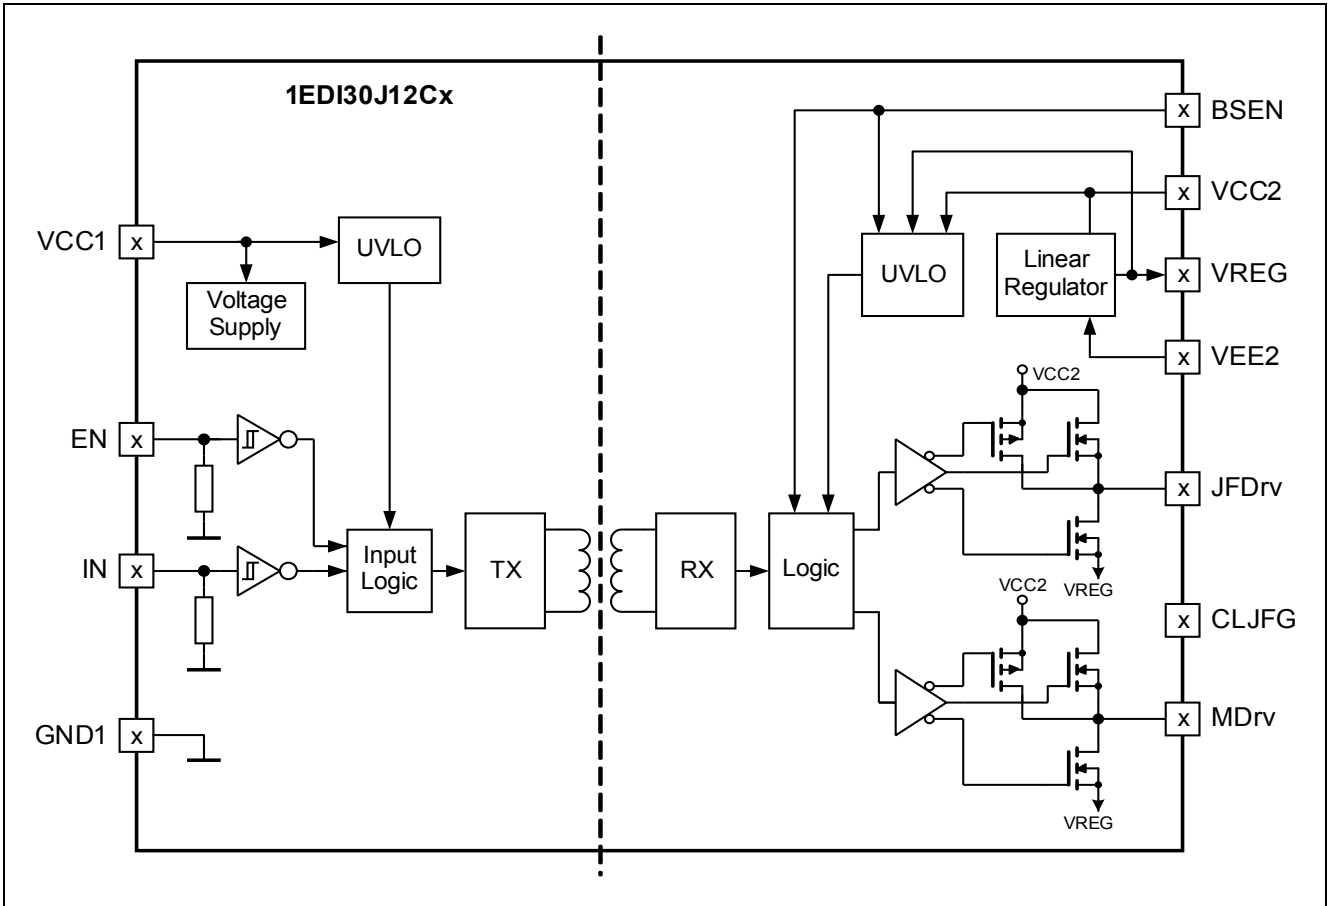 1EDI30J12Cx
x BSEN
x VCC2
VCC1 x
UVLO
UVLO
Linear
Regulator
x VREG
Voltage
Supply
x VEE2
VCC2
EN x
x JFDrv
IN x
Input
Logic
TX
RX
Logic
VREG
VCC2
x CLJFG
GND1 x
x MDrv
VREG